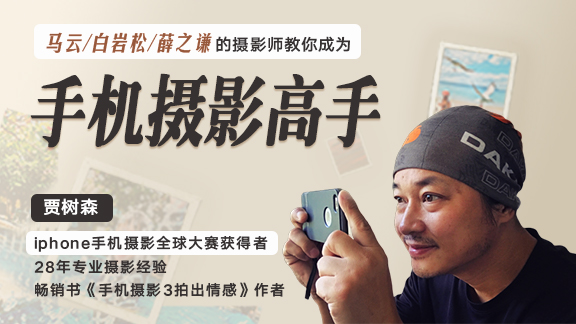 马云/白岩松/薛之谦的摄影师教你成为
手机摄影高手
贾树森
iphone手机摄影全球大赛获得者
28年专业摄影经验
畅销书《手机摄影3拍出情感》作者
DAK